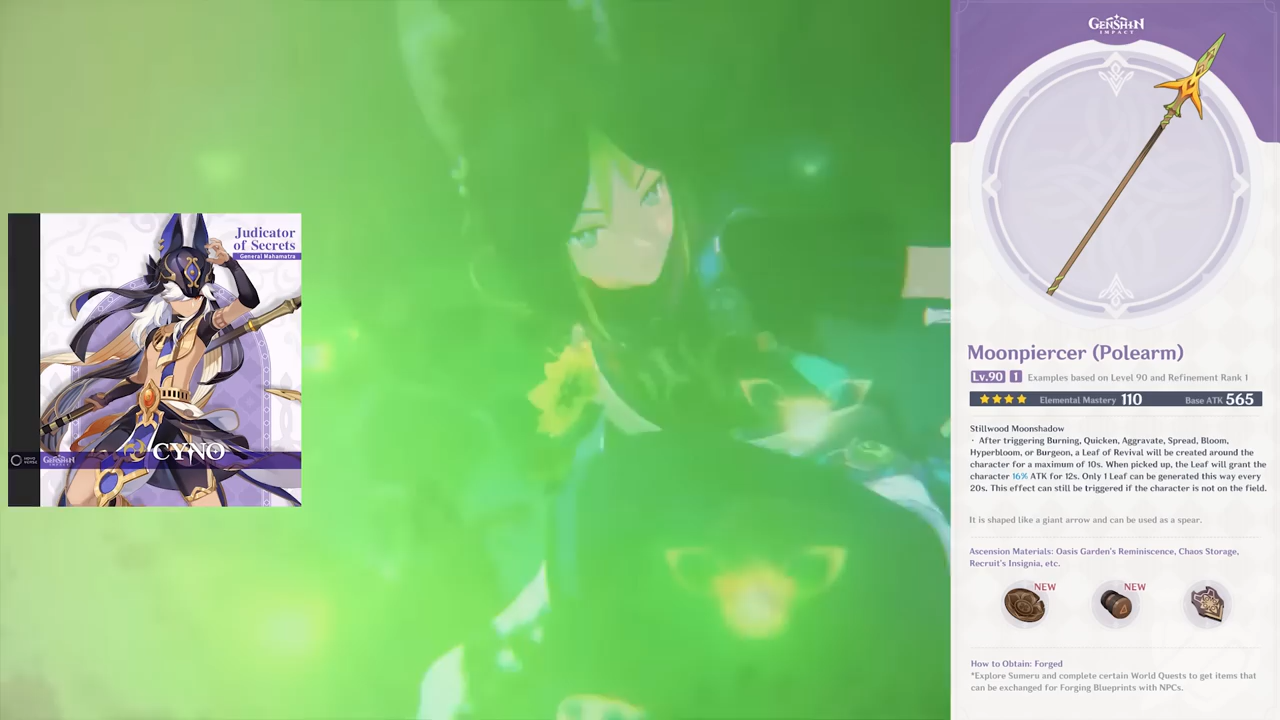 Judicator
of Secrets
General Mahamatra
CYNO
GENSHIN
IMPACT
GENSHIN
IMPACT
Moonpiercer (Polearm)
Lv.90 1 Examples based on Level 90 and Refinement Rank 1
Elemental Mastery 110 Base ATK 565
Stillwood Moonshadow
· After triggering Burning, Quicken, Aggravate, Spread, Bloom,
Hyperbloom, or Burgeon, a Leaf of Revival will be created around the
character for a maximum of 10s. When picked up, the Leaf will grant the
character 16% ATK for 12s. Only 1 Leaf can be generated this way every
20s. This effect can still be triggered if the character is not on the field.
It is shaped like a giant arrow and can be used as a spear.
Ascension Materials: Oasis Garden's Reminiscence, Chaos Storage,
Recruit's Insignia, etc.
NEW NEW
How to Obtain: Forged
*Explore Sumeru and complete certain World Quests to get items that
can be exchanged for Forging Blueprints with NPCs.